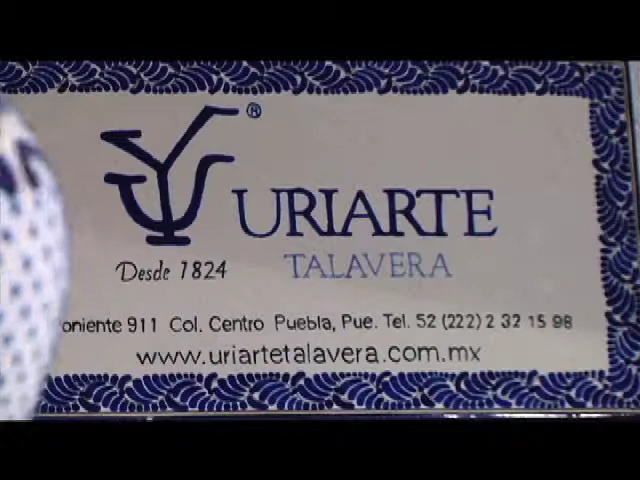 ®
URIARTE
TALAVERA
Desde 1824
oniente 911 Col. Centro Puebla, Pue. Tel. 52 (222) 2 32 15 98
www.uriartetalavera.com.mx